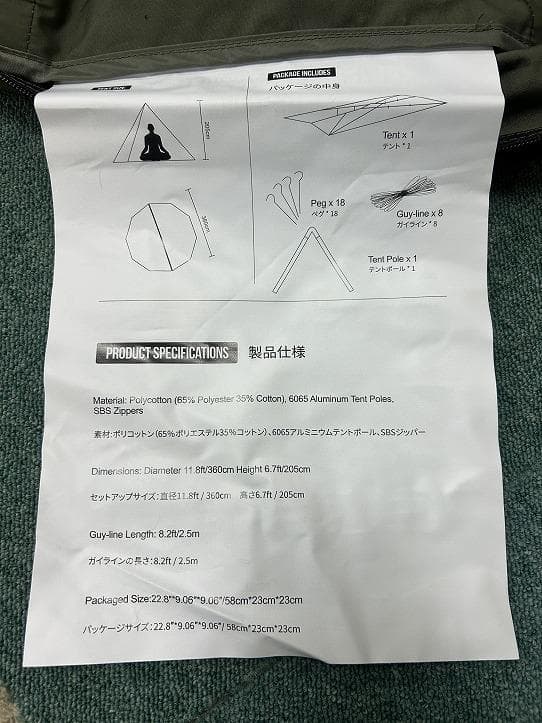 PACKAGE INCLUDES
パッケージの中身
205cm
Tent x 1
テント * 1
Peg x 18
ペグ * 18
Guy-line x 8
ガイライン * 8
360cm
Tent Pole x 1
テントポール * 1
PRODUCT SPECIFICATIONS 製品仕様
Material: Polycotton (65% Polyester 35% Cotton), 6065 Aluminum Tent Poles,
SBS Zippers
素材:ポリコットン(65%ポリエステル35%コットン)、6065アルミニウムテントポール、SBSジッパー
Dimensions: Diameter 11.8ft/360cm Height 6.7ft/205cm
セットアップサイズ:直径11.8ft / 360cm 高さ6.7ft / 205cm
Guy-line Length: 8.2ft/2.5m
ガイラインの長さ:8.2ft / 2.5m
Packaged Size:22.8"*9.06"*9.06"/58cm*23cm*23cm
パッケージサイズ:22.8"*9.06"*9.06"/ 58cm*23cm*23cm